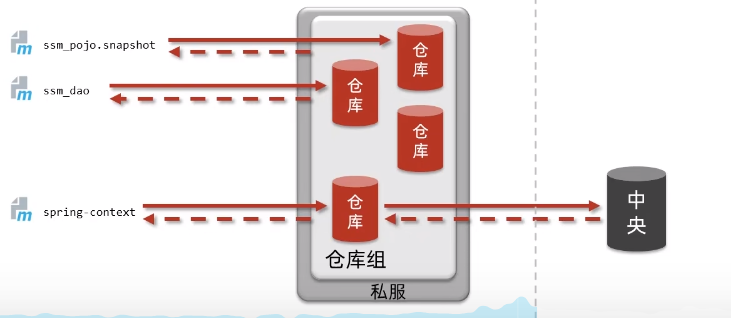 ssm_pojo.snapshot
仓
库
ssm_dao
仓
库
仓
库
spring-context
仓
库
中
央
仓库组
私服